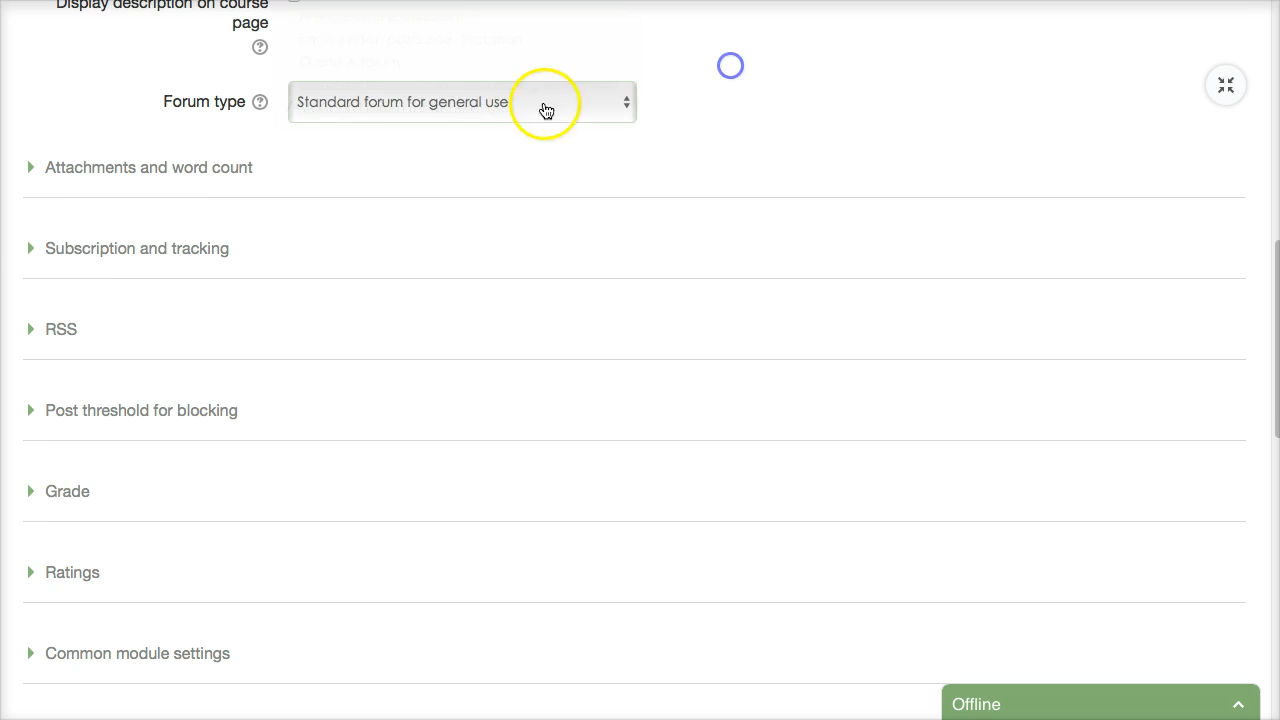 Display description on course
page
Forum type
Standard forum for general use
Attachments and word count
Subscription and tracking
RSS
Post threshold for blocking
Grade
Ratings
Common module settings
Offline